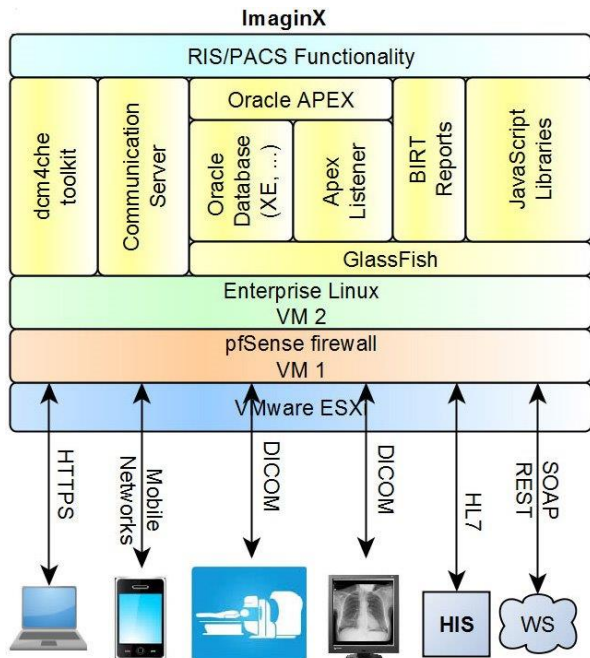 ImaginX
RIS/PACS Functionality
dcm4che
toolkit
Communication
Server
Oracle APEX
Oracle
Database
(XE, ...)
Apex
Listener
BIRT
Reports
JavaScript
Libraries
GlassFish
Enterprise Linux
VM 2
pfSense firewall
VM 1
VMware ESXi
HTTPS
Mobile
Networks
DICOM
DICOM
HL7
SOAP
REST
HIS
WS